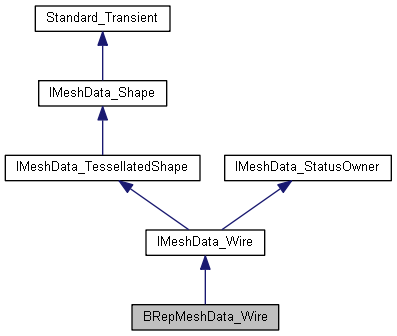 Standard_Transient
IMeshData_Shape
IMeshData_TessellatedShape
IMeshData_StatusOwner
IMeshData_Wire
BRepMeshData_Wire